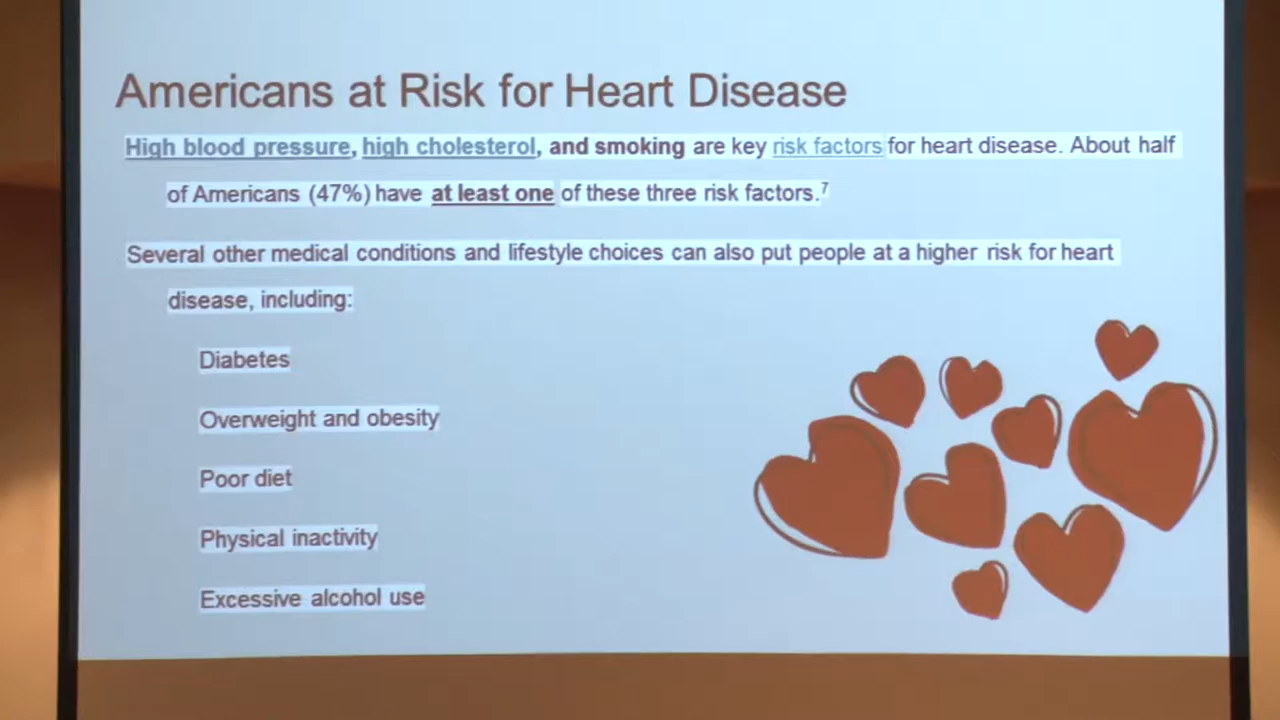 Americans at Risk for Heart Disease
High blood pressure, high cholesterol, and smoking are key risk factors for heart disease. About half
of Americans (47%) have at least one of these three risk factors.⁷
Several other medical conditions and lifestyle choices can also put people at a higher risk for heart
disease, including:
Diabetes
Overweight and obesity
Poor diet
Physical inactivity
Excessive alcohol use